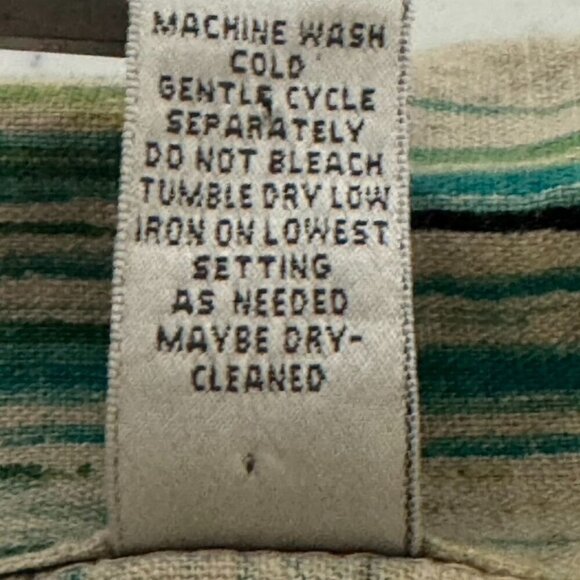 MACHINE WASH
COLD
GENTLE CYCLE
SEPARATELY
DO NOT BLEACH
TUMBLE DRY LOW
IRON ON LOWEST
SETTING
AS NEEDED
MAYBE DRY-
CLEANED